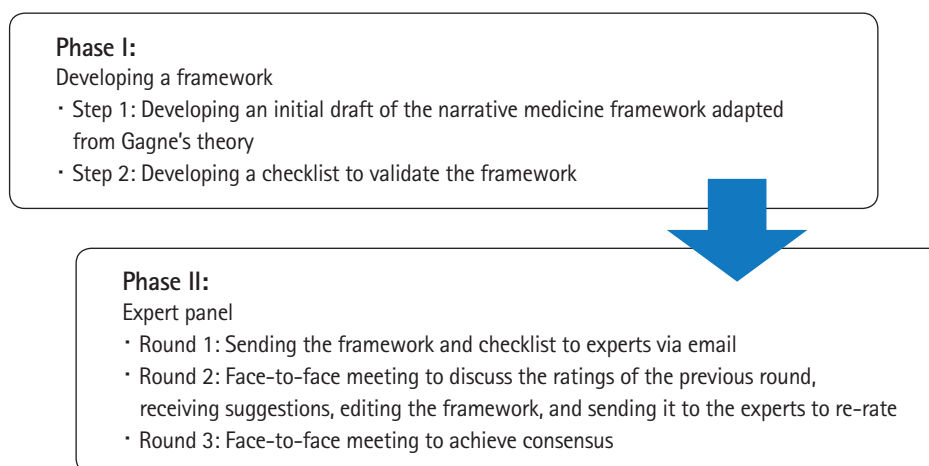 Phase I:
Developing a framework
· Step 1: Developing an initial draft of the narrative medicine framework adapted
from Gagne's theory
· Step 2: Developing a checklist to validate the framework
Phase II:
Expert panel
· Round 1: Sending the framework and checklist to experts via email
· Round 2: Face-to-face meeting to discuss the ratings of the previous round,
receiving suggestions, editing the framework, and sending it to the experts to re-rate
· Round 3: Face-to-face meeting to achieve consensus